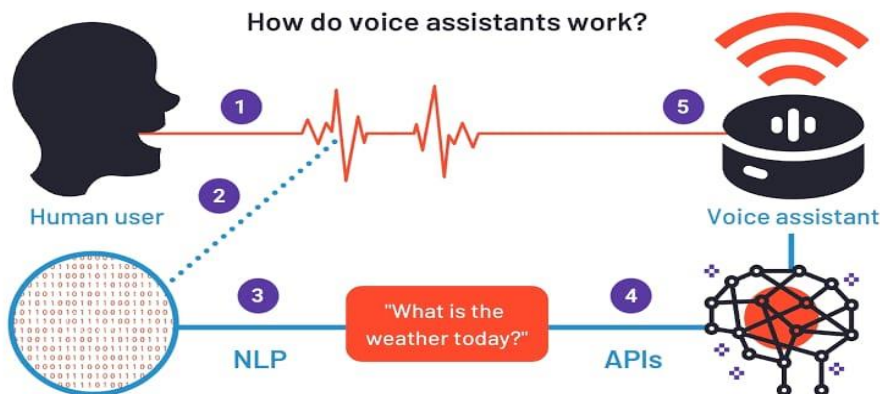 How do voice assistants work?
1
5
2
Human user
Voice assistant
3
4
"What is the
weather today?"
NLP
APIs